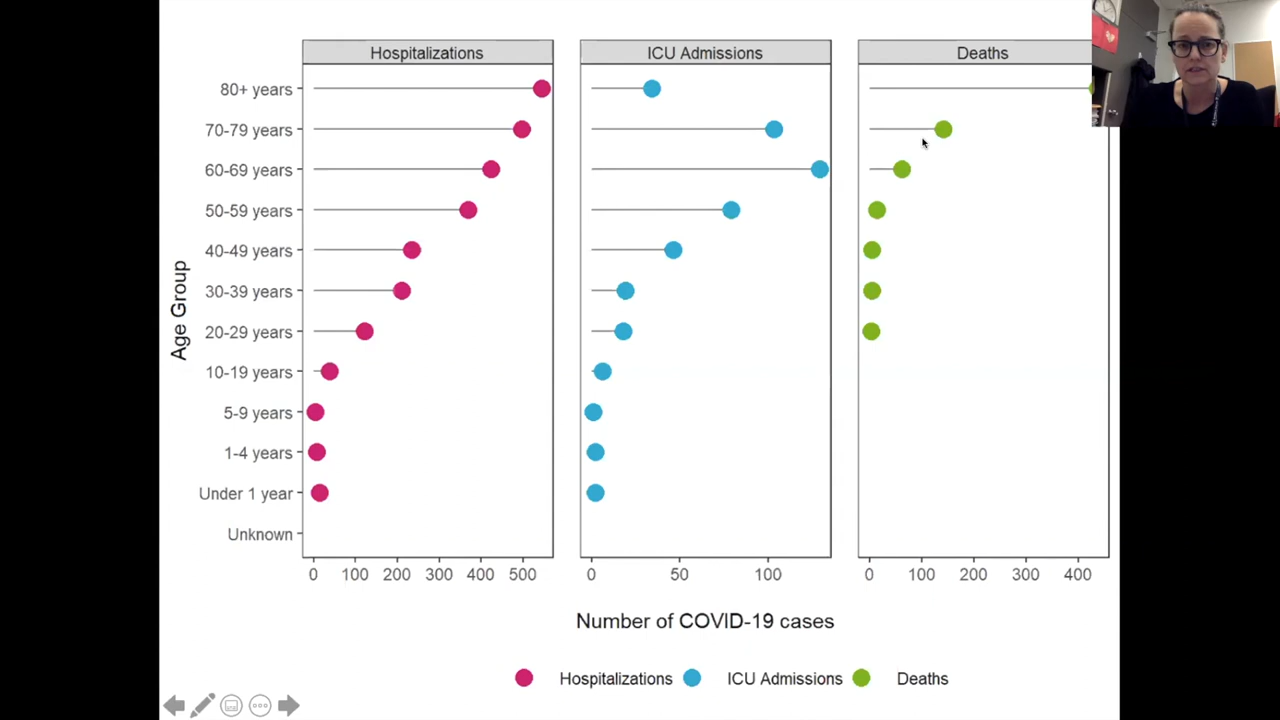 Hospitalizations ICU Admissions Deaths
80+ years
70-79 years
60-69 years
50-59 years
40-49 years
30-39 years
20-29 years
10-19 years
5-9 years
1-4 years
Under 1 year
Unknown
Age Group
0 100 200 300 400 500 0 50 100 0 100 200 300 400
Number of COVID-19 cases
Hospitalizations ICU Admissions Deaths